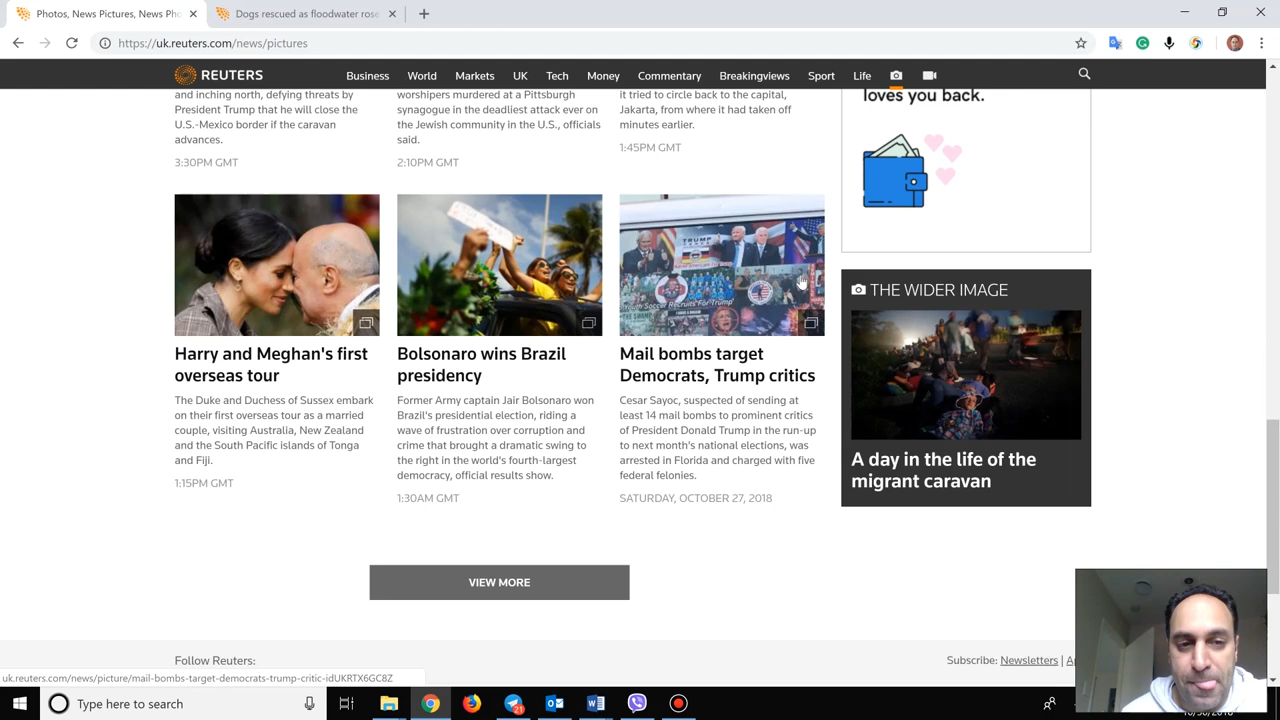 Photos, News Pictures, News Pho
Dogs rescued as floodwater rose
https://uk.reuters.com/news/pictures
REUTERS
Business World Markets UK Tech Money Commentary Breakingviews Sport Life
and inching north, defying threats by
President Trump that he will close the
U.S.-Mexico border if the caravan
advances.
3:30PM GMT
worshipers murdered at a Pittsburgh
synagogue in the deadliest attack ever on
the Jewish community in the U.S., officials
said.
2:10PM GMT
it tried to circle back to the capital,
Jakarta, from where it had taken off
minutes earlier.
1:45PM GMT
loves you back.
TRUMP
Youth Soccer Recruits For Trump'
Harry and Meghan's first
overseas tour
The Duke and Duchess of Sussex embark
on their first overseas tour as a married
couple, visiting Australia, New Zealand
and the South Pacific islands of Tonga
and Fiji.
1:15PM GMT
Bolsonaro wins Brazil
presidency
Former Army captain Jair Bolsonaro won
Brazil's presidential election, riding a
wave of frustration over corruption and
crime that brought a dramatic swing to
the right in the world's fourth-largest
democracy, official results show.
1:30AM GMT
Mail bombs target
Democrats, Trump critics
Cesar Sayoc, suspected of sending at
least 14 mail bombs to prominent critics
of President Donald Trump in the run-up
to next month's national elections, was
arrested in Florida and charged with five
federal felonies.
SATURDAY, OCTOBER 27, 2018
THE WIDER IMAGE
A day in the life of the
migrant caravan
VIEW MORE
Follow Reuters:
Subscribe: Newsletters |
uk.reuters.com/news/picture/mail-bombs-target-democrats-trump-critic-idUKRTX6GC8Z
Type here to search
21